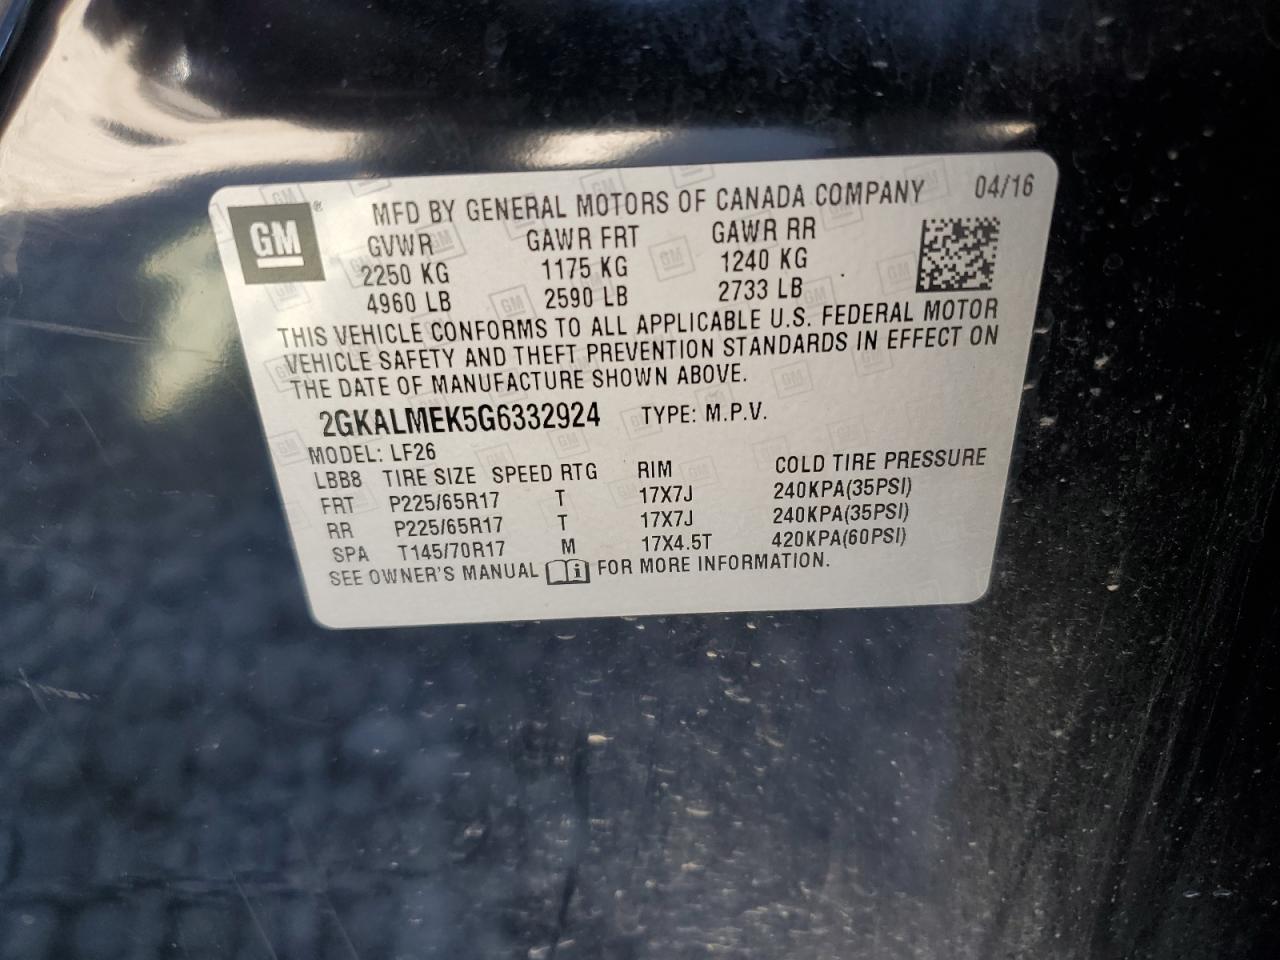 GM ® MFD BY GENERAL MOTORS OF CANADA COMPANY 04/16
GVWR GAWR FRT GAWR RR
2250 KG 1175 KG 1240 KG
4960 LB 2590 LB 2733 LB
THIS VEHICLE CONFORMS TO ALL APPLICABLE U.S. FEDERAL MOTOR
VEHICLE SAFETY AND THEFT PREVENTION STANDARDS IN EFFECT ON
THE DATE OF MANUFACTURE SHOWN ABOVE.
2GKALMEK5G6332924 TYPE: M.P.V.
MODEL: LF26
LBB8 TIRE SIZE SPEED RTG RIM COLD TIRE PRESSURE
FRT P225/65R17 T 17X7J 240KPA(35PSI)
RR P225/65R17 T 17X7J 240KPA(35PSI)
SPA T145/70R17 M 17X4.5T 420KPA(60PSI)
SEE OWNER'S MANUAL FOR MORE INFORMATION.